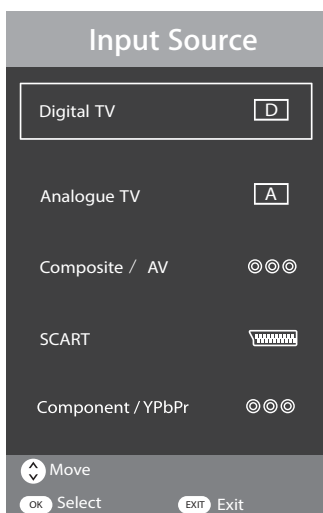 Input Source
Digital TV D
Analogue TV A
Composite / AV
SCART
Component / YPbPr
Move
OK Select EXIT Exit